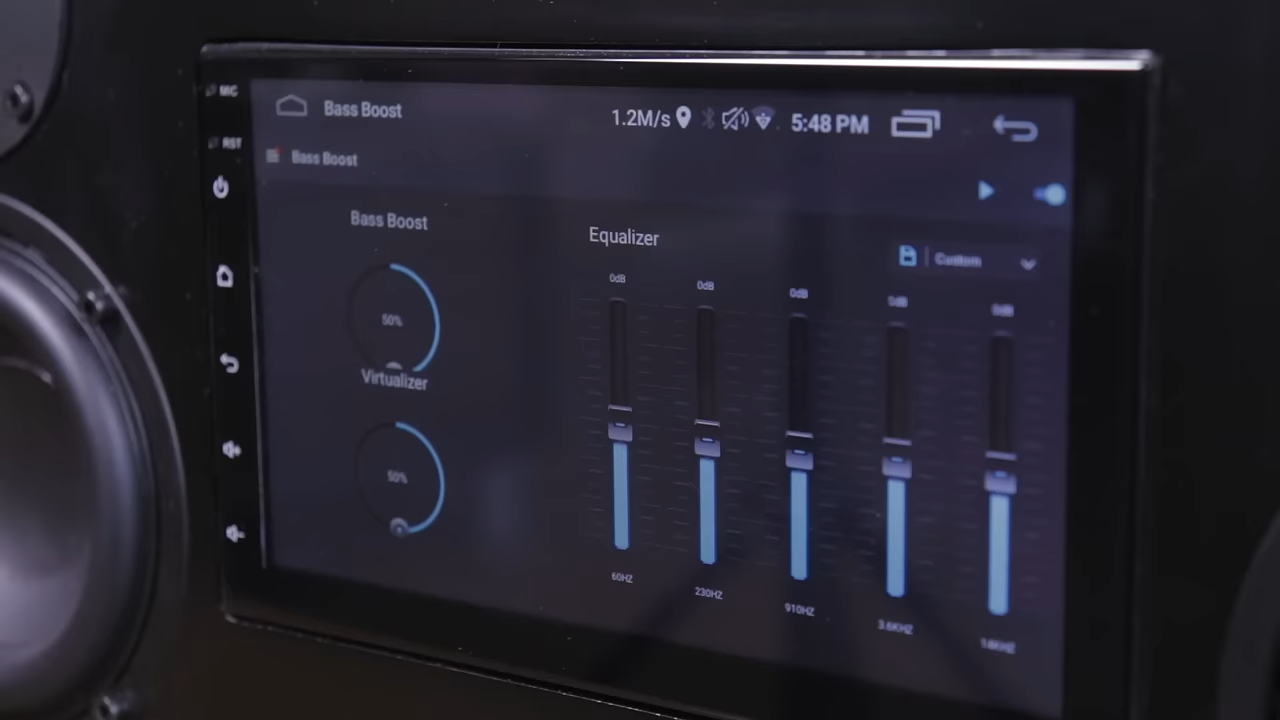 MIC
RST
Bass Boost
1.2M/s
5:48 PM
Bass Boost
Bass Boost
50%
Virtualizer
50%
Equalizer
Custom
0dB 0dB 0dB 0dB 0dB
60HZ 230HZ 910HZ 3.6KHZ 14KHZ